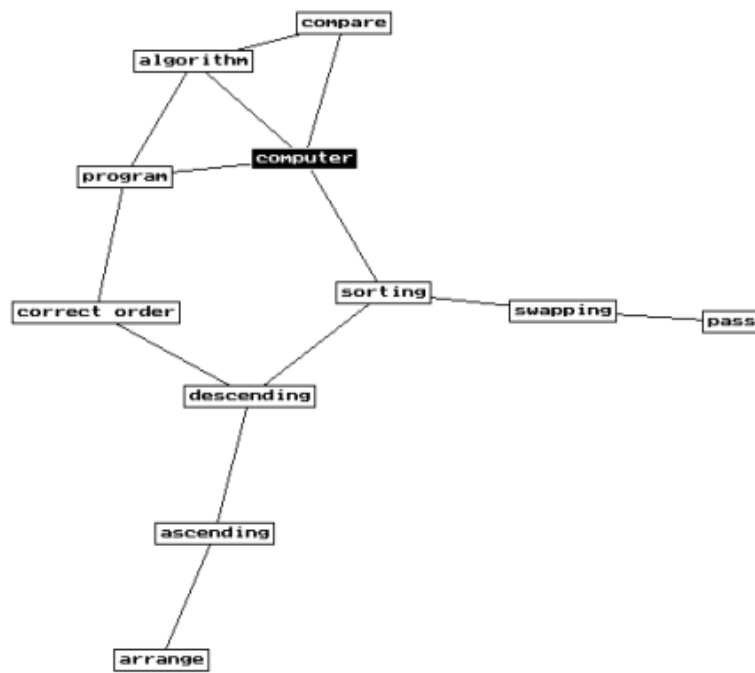 compare
algorithm
computer
program
sorting
correct order
swapping
pass
descending
ascending
arrange